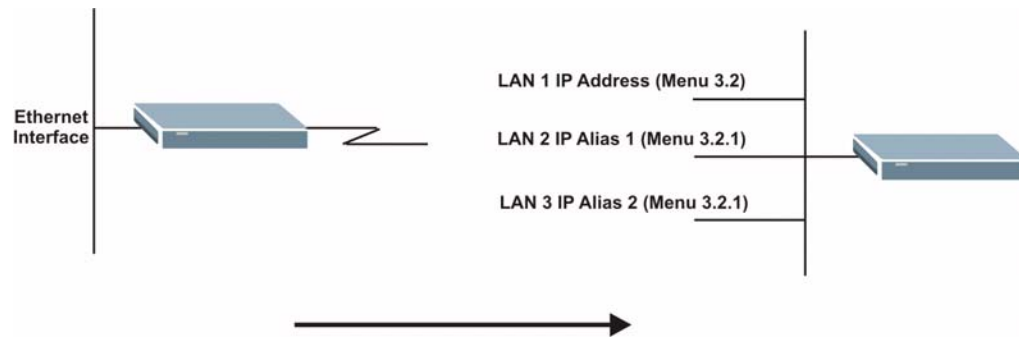 Ethernet
Interface
LAN 1 IP Address (Menu 3.2)
LAN 2 IP Alias 1 (Menu 3.2.1)
LAN 3 IP Alias 2 (Menu 3.2.1)